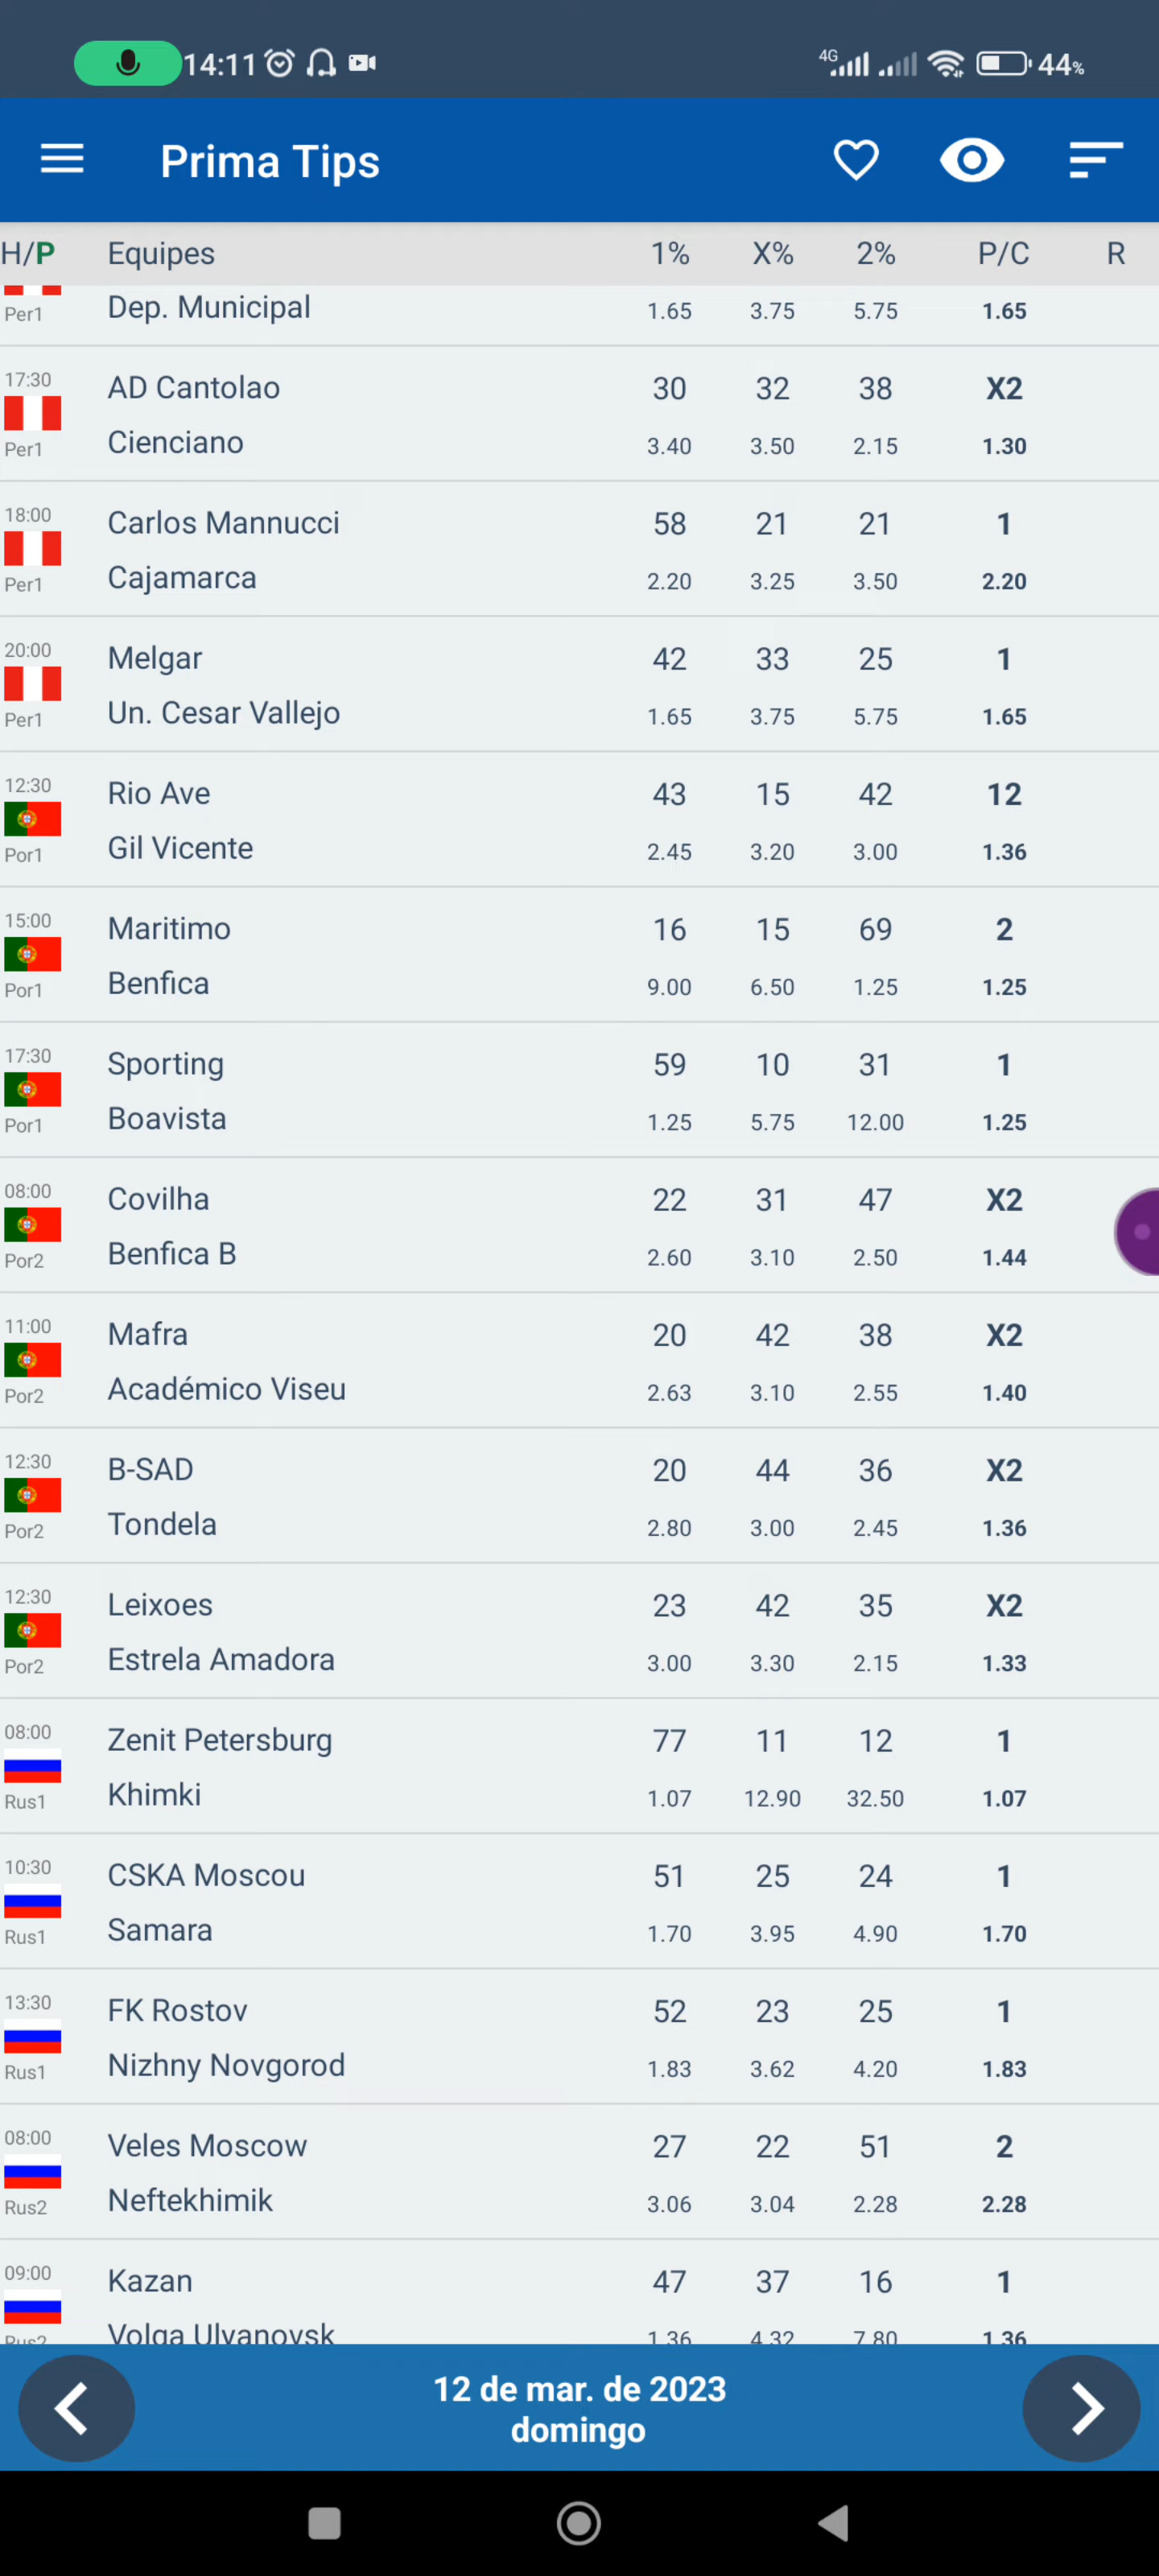 14:11 4G 44%
Prima Tips
H/P Equipes 1% X% 2% P/C R
Per1 Dep. Municipal 1.65 3.75 5.75 1.65
17:30 AD Cantolao 30 32 38 X2
Per1 Cienciano 3.40 3.50 2.15 1.30
18:00 Carlos Mannucci 58 21 21 1
Per1 Cajamarca 2.20 3.25 3.50 2.20
20:00 Melgar 42 33 25 1
Per1 Un. Cesar Vallejo 1.65 3.75 5.75 1.65
12:30 Rio Ave 43 15 42 12
Por1 Gil Vicente 2.45 3.20 3.00 1.36
15:00 Maritimo 16 15 69 2
Por1 Benfica 9.00 6.50 1.25 1.25
17:30 Sporting 59 10 31 1
Por1 Boavista 1.25 5.75 12.00 1.25
08:00 Covilha 22 31 47 X2
Por2 Benfica B 2.60 3.10 2.50 1.44
11:00 Mafra 20 42 38 X2
Por2 Académico Viseu 2.63 3.10 2.55 1.40
12:30 B-SAD 20 44 36 X2
Por2 Tondela 2.80 3.00 2.45 1.36
12:30 Leixoes 23 42 35 X2
Por2 Estrela Amadora 3.00 3.30 2.15 1.33
08:00 Zenit Petersburg 77 11 12 1
Rus1 Khimki 1.07 12.90 32.50 1.07
10:30 CSKA Moscou 51 25 24 1
Rus1 Samara 1.70 3.95 4.90 1.70
13:30 FK Rostov 52 23 25 1
Rus1 Nizhny Novgorod 1.83 3.62 4.20 1.83
08:00 Veles Moscow 27 22 51 2
Rus2 Neftekhimik 3.06 3.04 2.28 2.28
09:00 Kazan 47 37 16 1
Rus2 Volga Ulyanovsk 1.36 4.32 7.80 1.36
12 de mar. de 2023
domingo